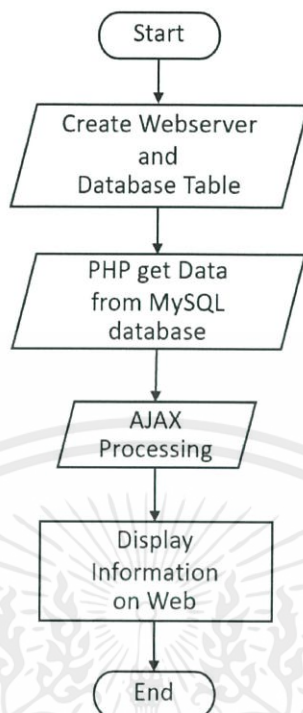 Start
Create Webserver
and
Database Table
PHP get Data
from MySQL
database
AJAX
Processing
Display
Information
on Web
End